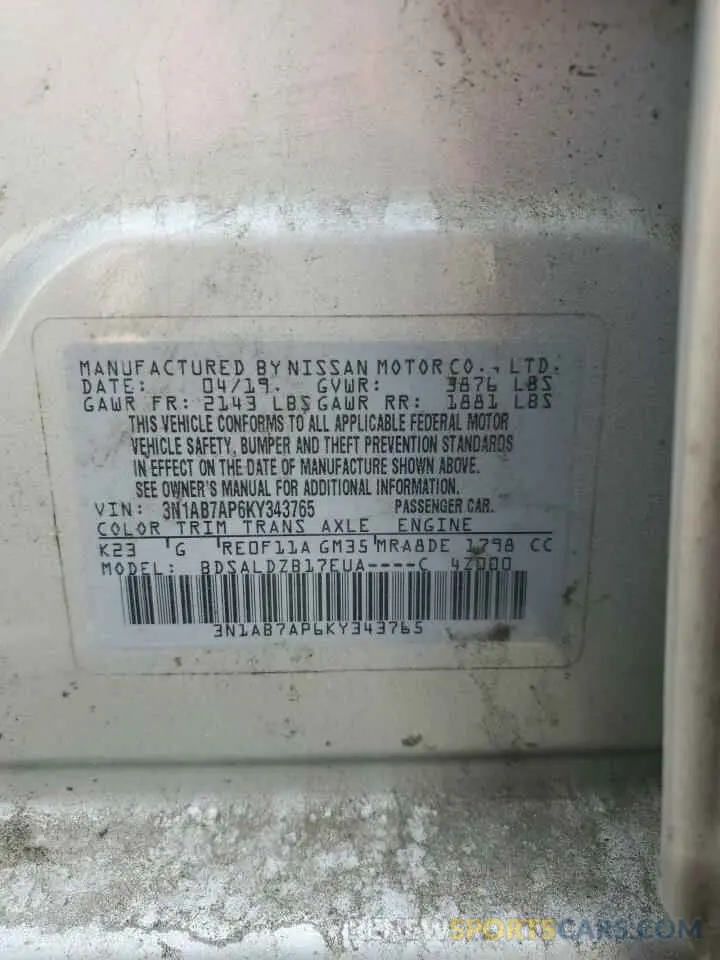 MANUFACTURED BY NISSAN MOTOR CO., LTD.
DATE: 04/19. GVWR: 3876 LBS
GAWR FR: 2143 LBS GAWR RR: 1881 LBS
THIS VEHICLE CONFORMS TO ALL APPLICABLE FEDERAL MOTOR
VEHICLE SAFETY, BUMPER AND THEFT PREVENTION STANDARDS
IN EFFECT ON THE DATE OF MANUFACTURE SHOWN ABOVE.
SEE OWNER'S MANUAL FOR ADDITIONAL INFORMATION.
VIN: 3N1AB7AP6KY343765 PASSENGER CAR.
COLOR TRIM TRANS AXLE ENGINE
K23 G RE0F11A GM35 MRA8DE 1798 CC
MODEL: BDSALDZB17EUA----C 4Z000
3N1AB7AP6KY343765
RENEWSPORTSCARS.COM